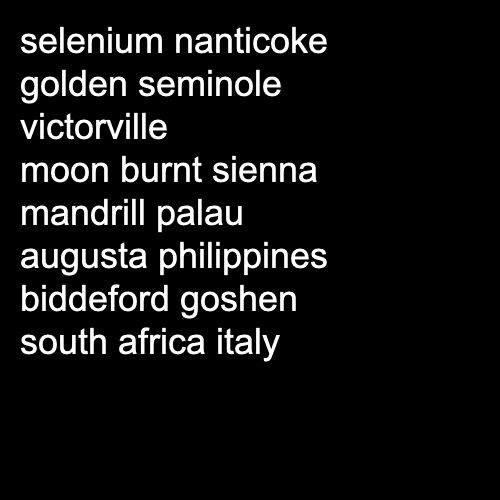 selenium nanticoke
golden seminole
victorville
moon burnt sienna
mandrill palau
augusta philippines
biddeford goshen
south africa italy